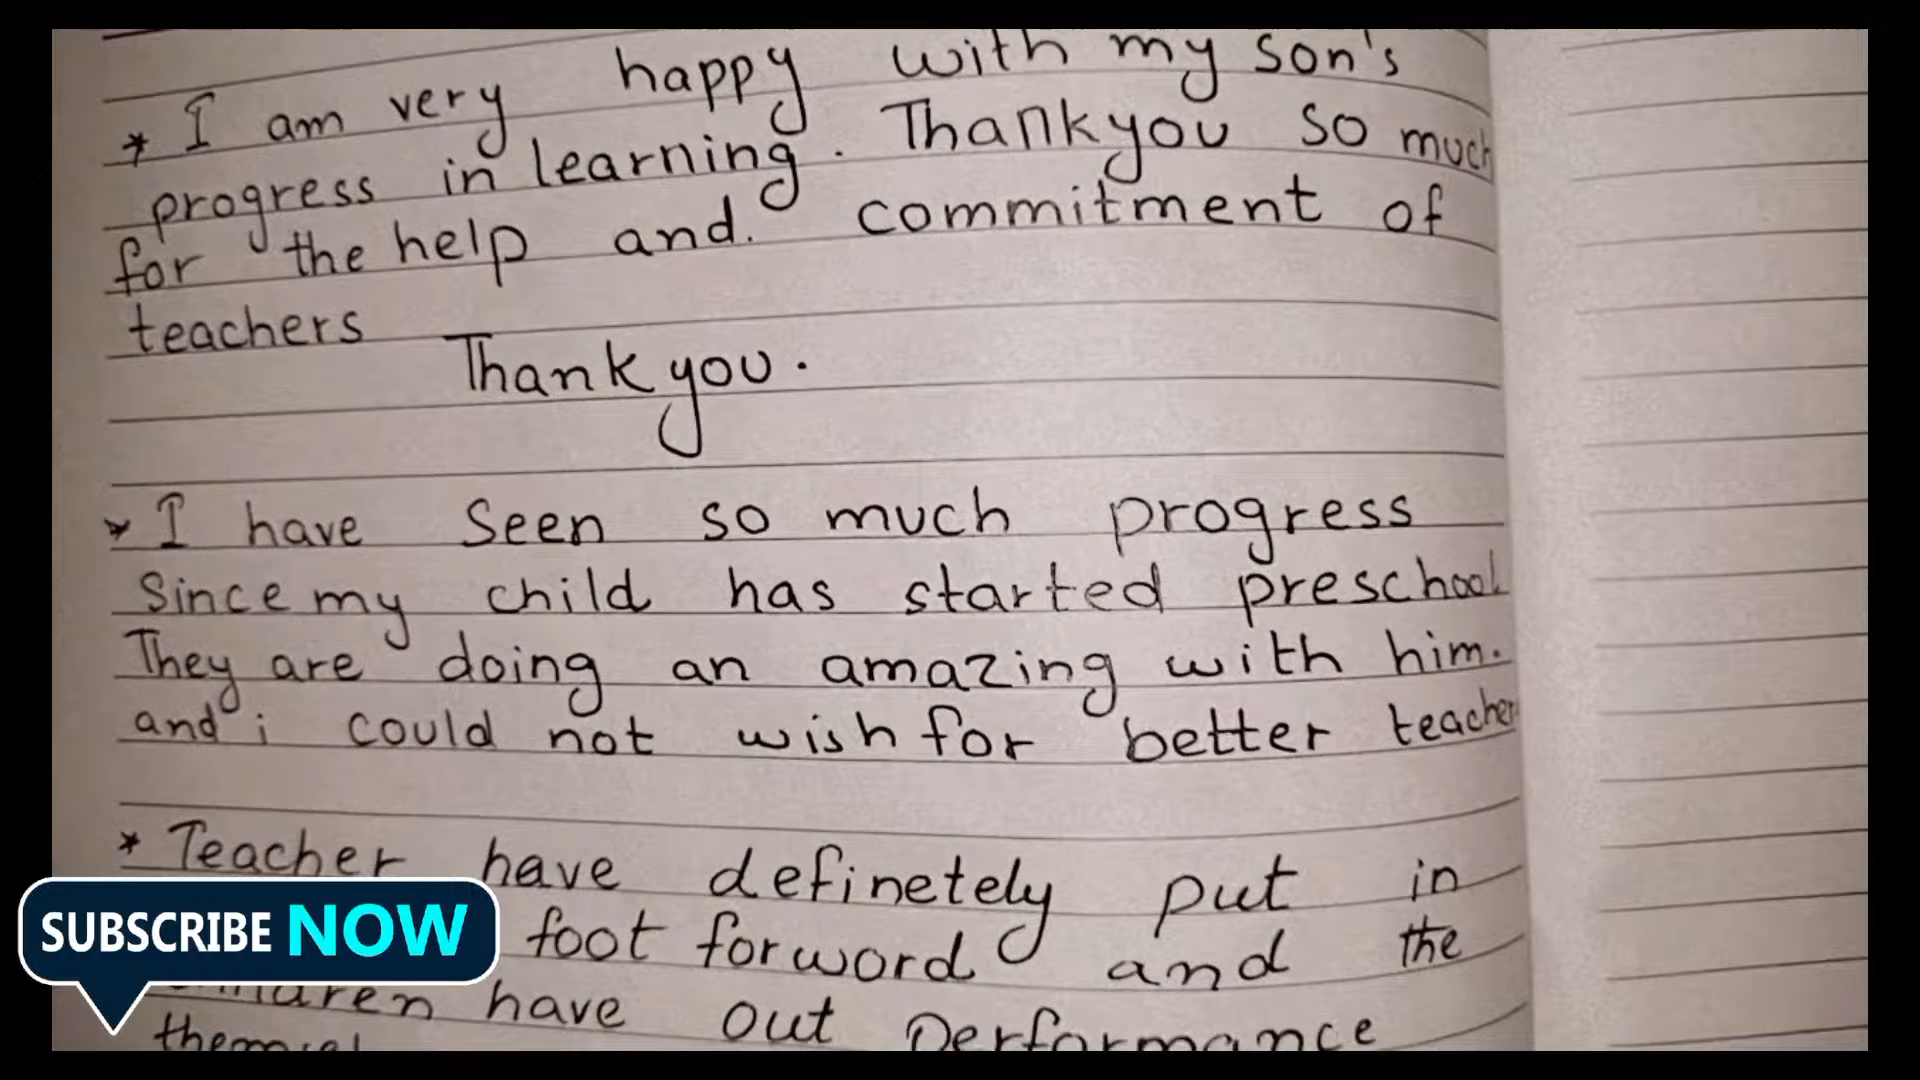 * I am very happy with my son's
progress in learning. Thankyou so much
for the help and. commitment of
teachers
Thank you.
* I have Seen so much progress
Since my child has started preschool
They are doing an amazing with him.
and i could not wish for better teacher
* Teacher have definetely put in
foot forword and the
have out performance
SUBSCRIBE NOW